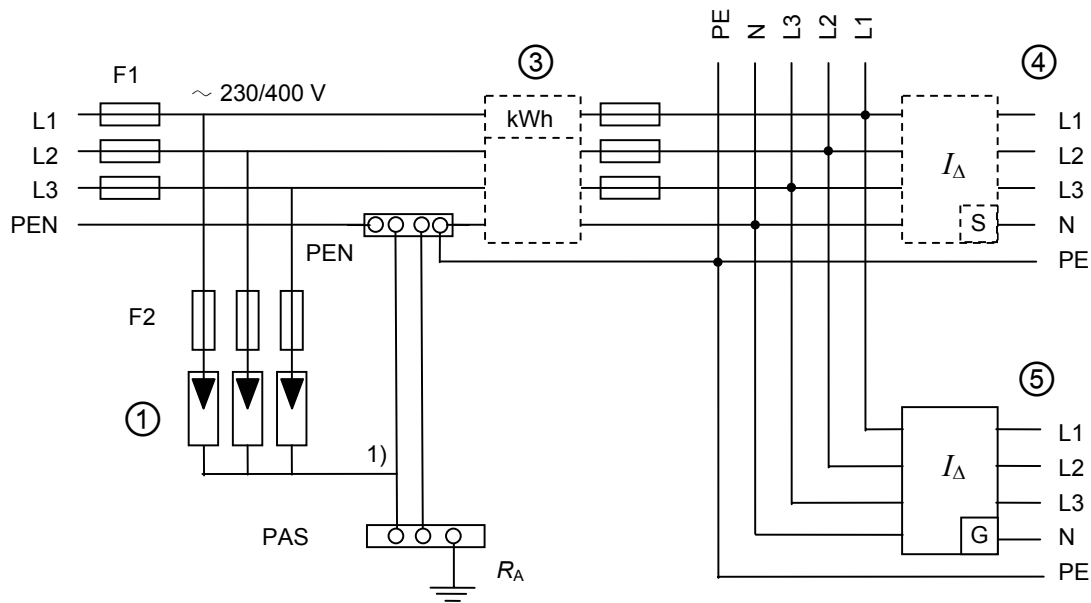 PE N L3 L2 L1
F1
~ 230/400 V
③
④
L1
kWh
L1
L2
L2
L3
I∆
L3
PEN
S
N
PEN
PE
F2
⑤
①
L1
1)
I∆
L2
L3
PAS
G
N
RA
PE